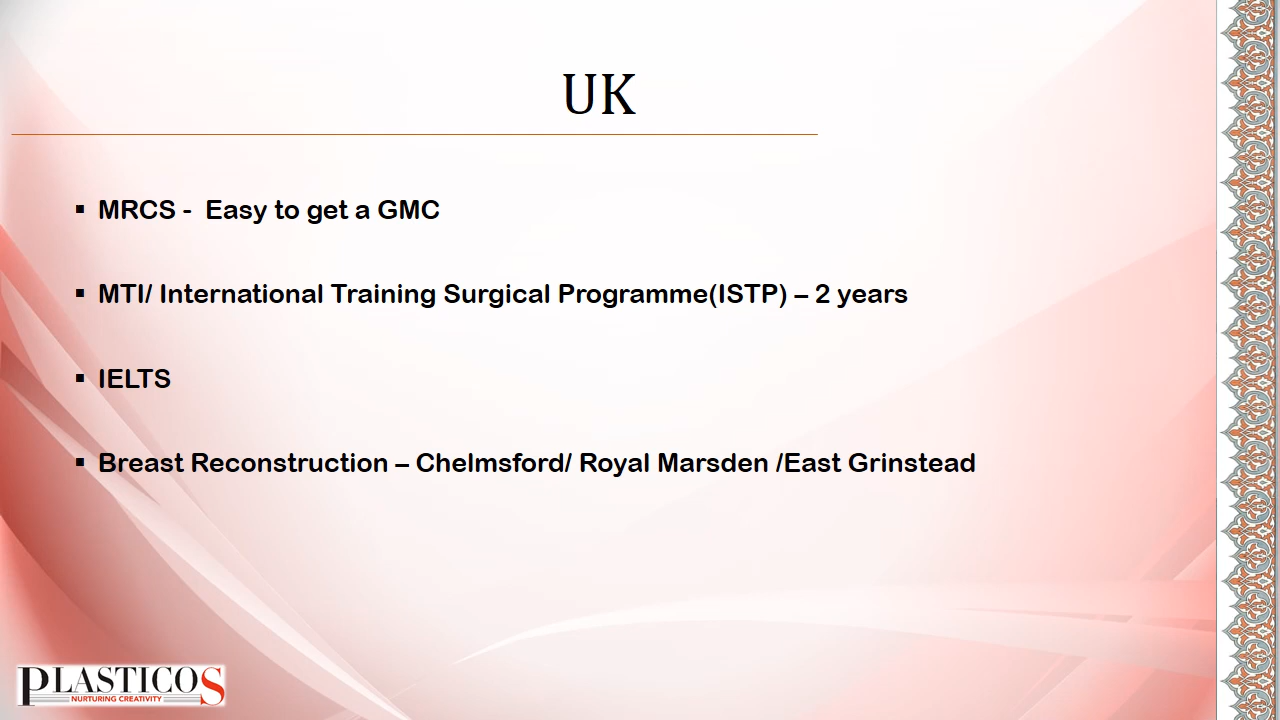 UK
▪ MRCS - Easy to get a GMC
▪ MTI/ International Training Surgical Programme(ISTP) – 2 years
▪ IELTS
▪ Breast Reconstruction – Chelmsford/ Royal Marsden /East Grinstead
PLASTICOS
NURTURING CREATIVITY